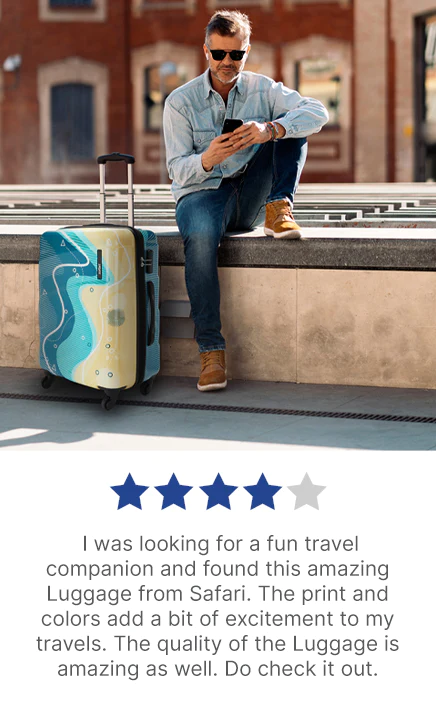 I was looking for a fun travel
companion and found this amazing
Luggage from Safari. The print and
colors add a bit of excitement to my
travels. The quality of the Luggage is
amazing as well. Do check it out.